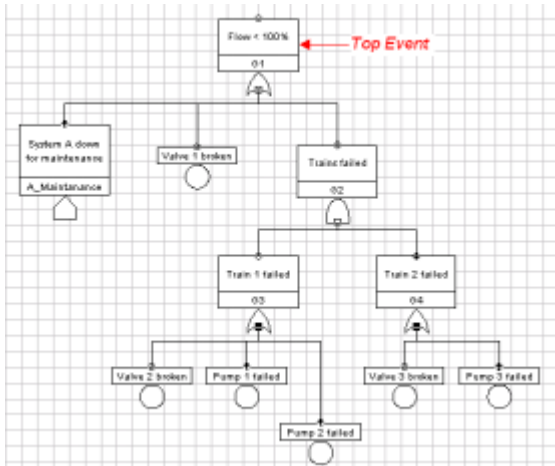 Flow < 100%
Top Event
G1
System A down
for maintenance
A_Maintanance
Valve 1 broken
Trains failed
G2
Train 1 failed
G3
Train 2 failed
G4
Valve 2 broken
Pump 1 failed
Pump 2 failed
Valve 3 broken
Pump 3 failed